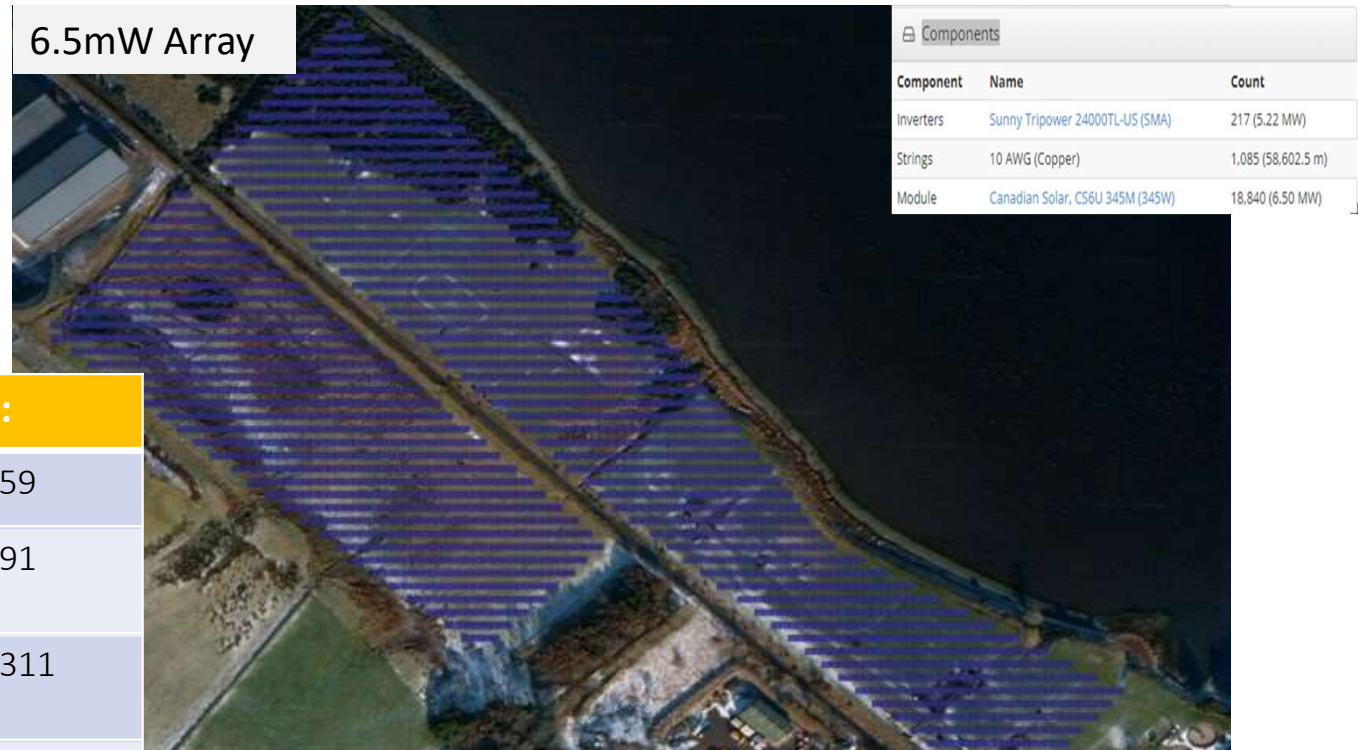 6.5mW Array
Components
Component Name Count
Inverters Sunny Tripower 24000TL-US (SMA) 217 (5.22 MW)
Strings 10 AWG (Copper) 1,085 (58,602.5 m)
Module Canadian Solar, CS6U 345M (345W) 18,840 (6.50 MW)
:
59
91
311